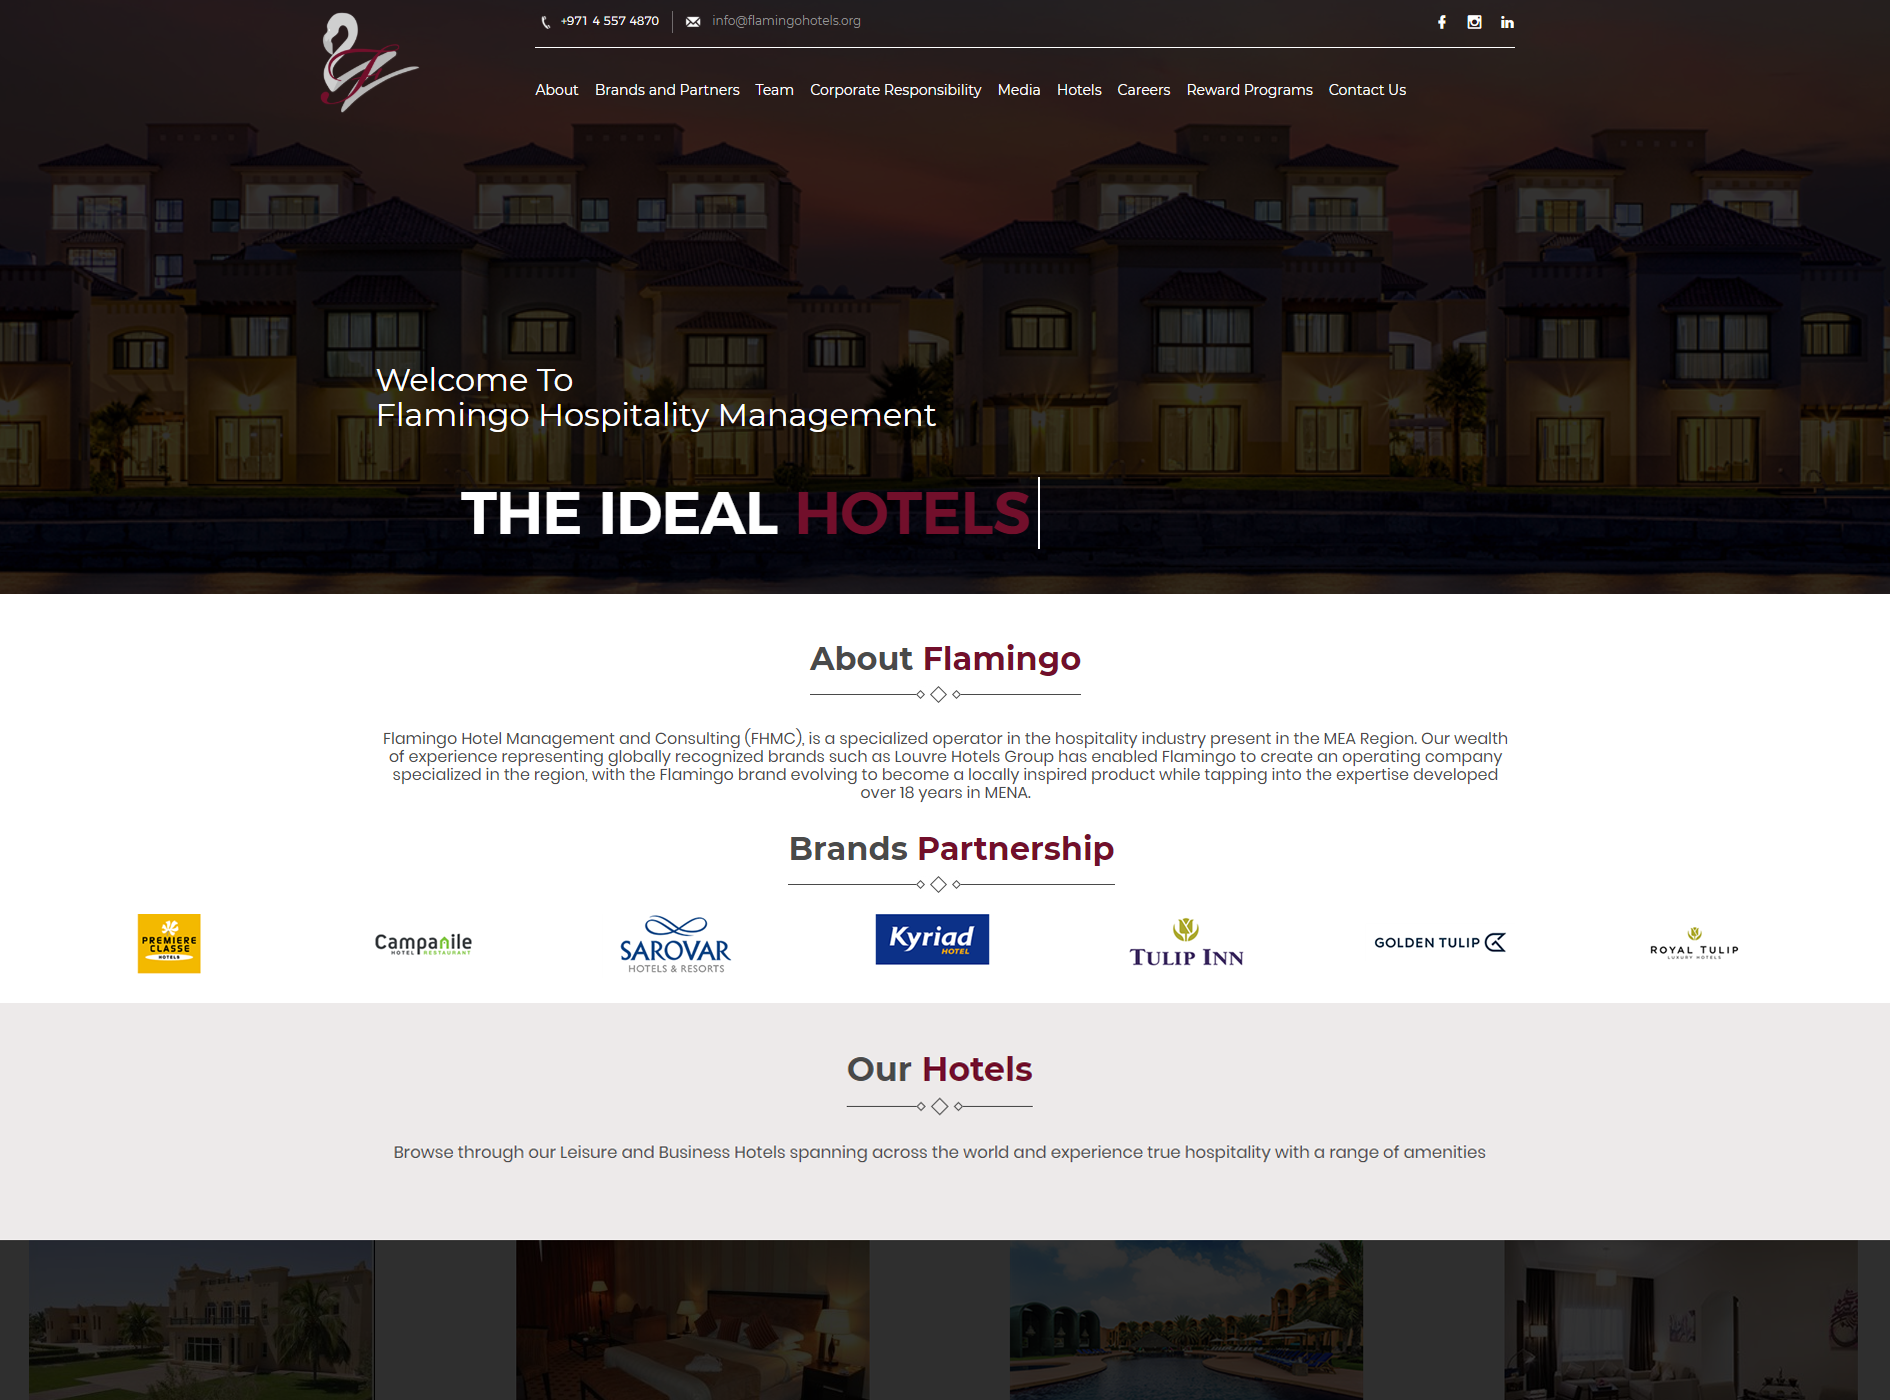 +971 4 557 4870
info@flamingohotels.org
About Brands and Partners Team Corporate Responsibility Media Hotels Careers Reward Programs Contact Us
Welcome To
Flamingo Hospitality Management
THE IDEAL HOTELS
About Flamingo
Flamingo Hotel Management and Consulting (FHMC), is a specialized operator in the hospitality industry present in the MEA Region. Our wealth
of experience representing globally recognized brands such as Louvre Hotels Group has enabled Flamingo to create an operating company
specialized in the region, with the Flamingo brand evolving to become a locally inspired product while tapping into the expertise developed
over 18 years in MENA.
Brands Partnership
PREMIERE
CLASSE
HOTELS
Campanile
HOTEL RESTAURANT
SAROVAR
HOTELS & RESORTS
Kyriad
HOTEL
TULIP INN
GOLDEN TULIP
ROYAL TULIP
LUXURY HOTELS
Our Hotels
Browse through our Leisure and Business Hotels spanning across the world and experience true hospitality with a range of amenities